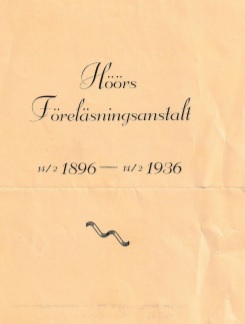 Höörs
Föreläsningsanstalt
14/2 1896 — 14/2 1936